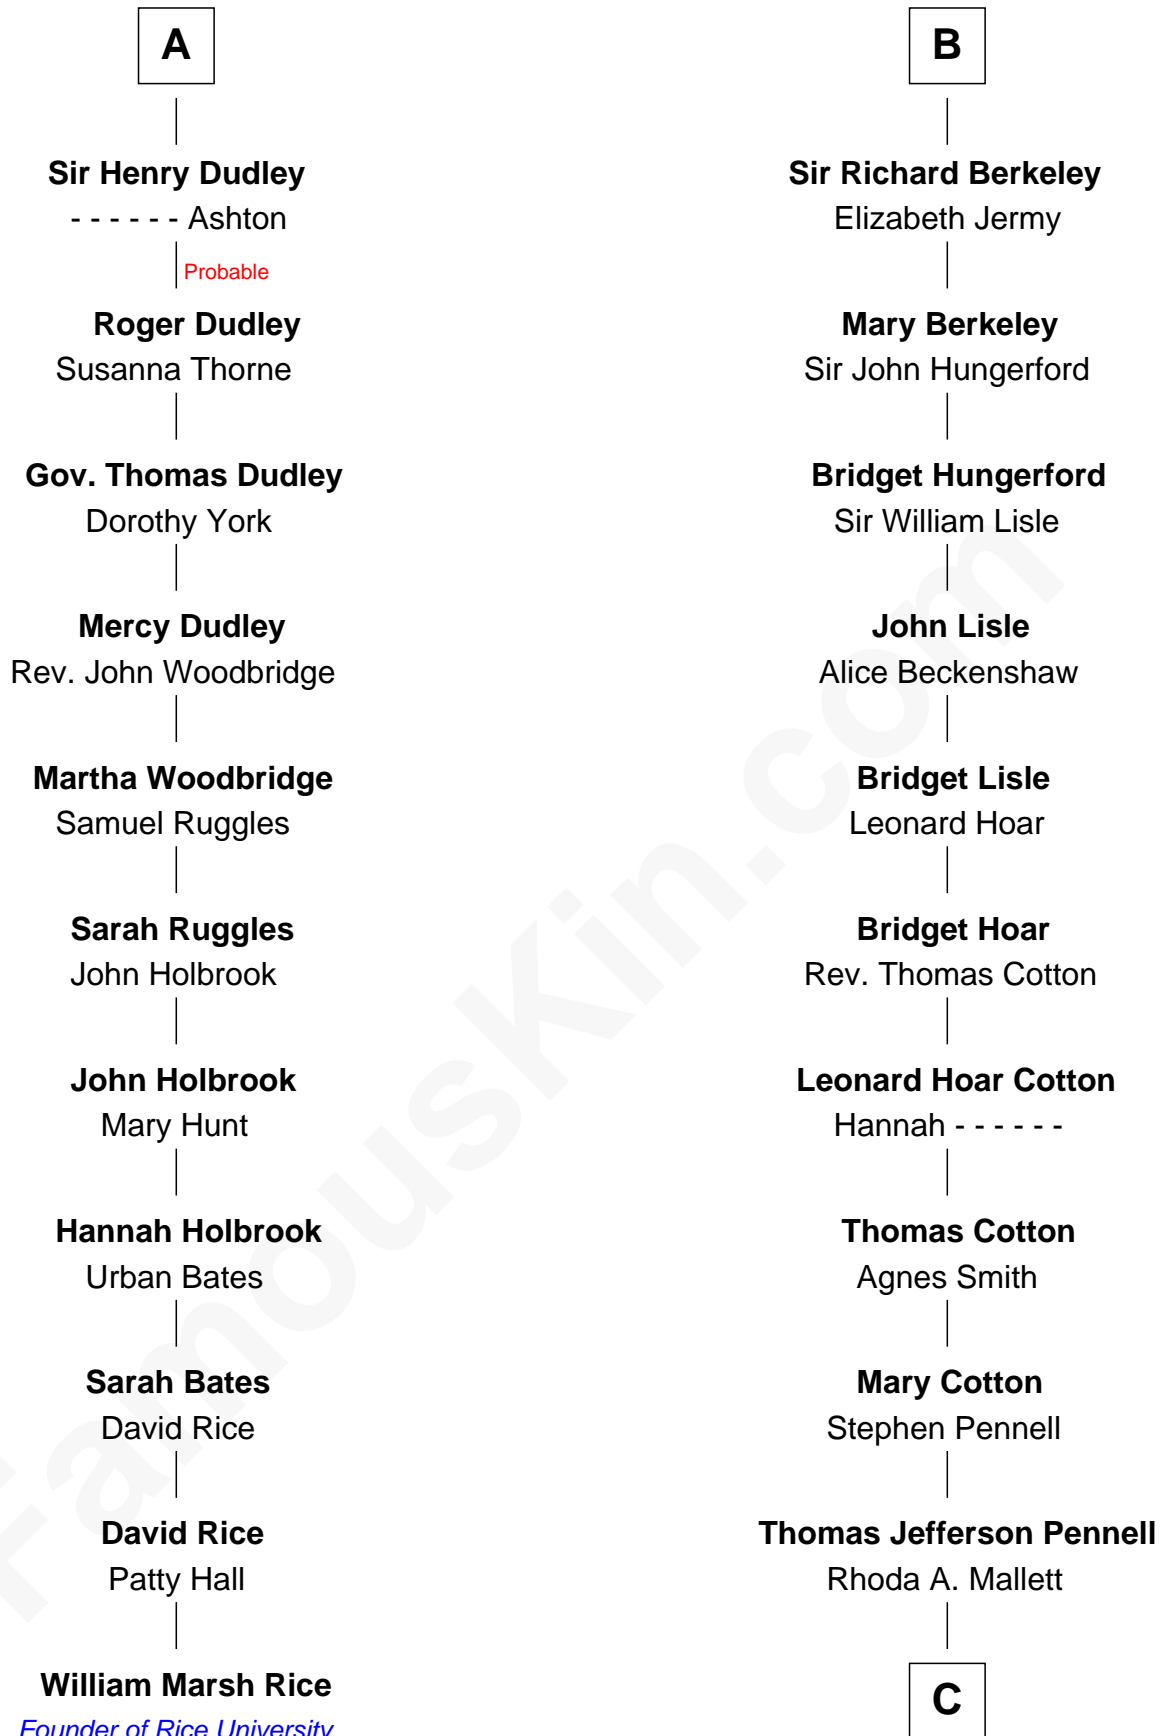 A
Sir Henry Dudley
- - - - - - Ashton
Probable
Roger Dudley
Susanna Thorne
Gov. Thomas Dudley
Dorothy York
Mercy Dudley
Rev. John Woodbridge
Martha Woodbridge
Samuel Ruggles
Sarah Ruggles
John Holbrook
John Holbrook
Mary Hunt
Hannah Holbrook
Urban Bates
Sarah Bates
David Rice
David Rice
Patty Hall
William Marsh Rice
Founder of Rice University
B
Sir Richard Berkeley
Elizabeth Jermy
Mary Berkeley
Sir John Hungerford
Bridget Hungerford
Sir William Lisle
John Lisle
Alice Beckenshaw
Bridget Lisle
Leonard Hoar
Bridget Hoar
Rev. Thomas Cotton
Leonard Hoar Cotton
Hannah - - - - - -
Thomas Cotton
Agnes Smith
Mary Cotton
Stephen Pennell
Thomas Jefferson Pennell
Rhoda A. Mallett
C
FamousKin.com